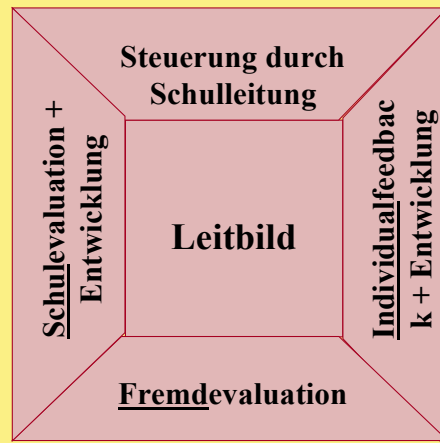 Steuerung durch
Schulleitung
Schulevaluation +
Entwicklung
Leitbild
Individualfeedbac
k + Entwicklung
Fremdevaluation